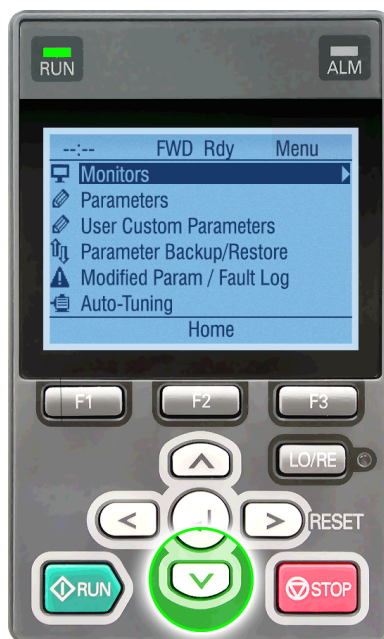 RUN
ALM
--:-- FWD Rdy Menu
Monitors
Parameters
User Custom Parameters
Parameter Backup/Restore
Modified Param / Fault Log
Auto-Tuning
Home
F1 F2 F3
LO/RE
RESET
RUN STOP